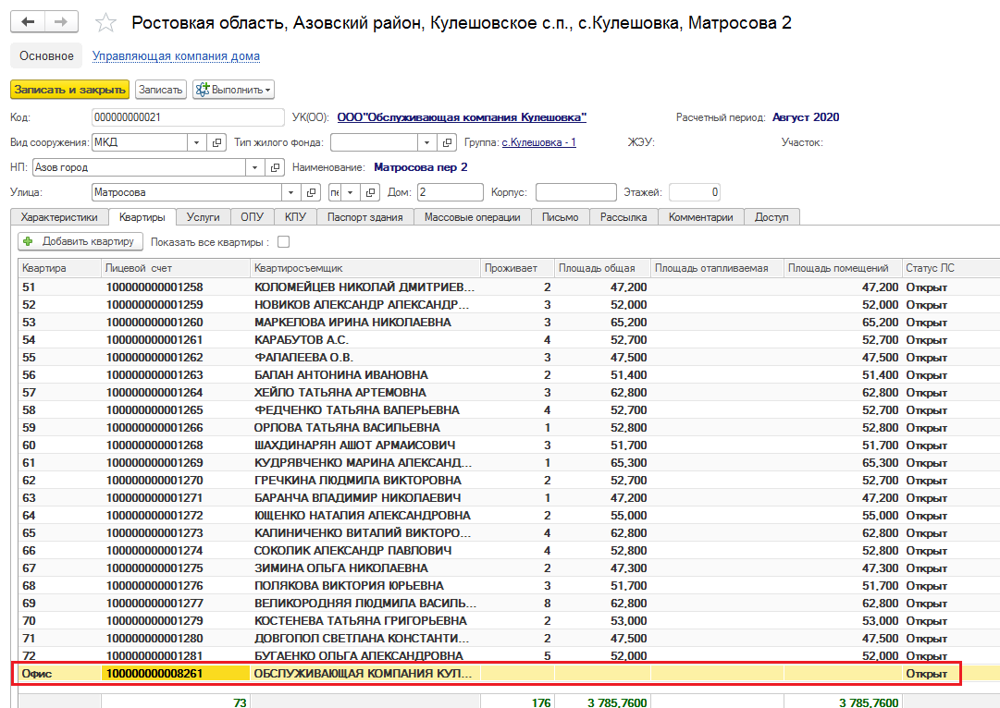 Ростовкая область, Азовский район, Кулешовское с.п., с.Кулешовка, Матросова 2
Основное Управляющая компания дома
Записать и закрыть Записать Выполнить
Код: 000000000021 УК(ОО): ООО"Обслуживающая компания Кулешовка" Расчетный период: Август 2020
Вид сооружения: МКД Тип жилого фонда: Группа: с.Кулешовка - 1 ЖЭУ: Участок:
НП: Азов город Наименование: Матросова пер 2
Улица: Матросова пе Дом: 2 Корпус: Этажей: 0
Характеристики Квартиры Услуги ОПУ КПУ Паспорт здания Массовые операции Письмо Рассылка Комментарии Доступ
Добавить квартиру Показать все квартиры :
Квартира Лицевой счет Квартиросъемщик Проживает Площадь общая Площадь отапливаемая Площадь помещений Статус ЛС
51 100000000001258 КОЛОМЕЙЦЕВ НИКОЛАЙ ДМИТРИЕВ... 2 47,200 47,200 Открыт
52 100000000001259 НОВИКОВ АЛЕКСАНДР АЛЕКСАНДР... 3 52,000 52,000 Открыт
53 100000000001260 МАРКЕЛОВА ИРИНА НИКОЛАЕВНА 3 65,200 65,200 Открыт
54 100000000001261 КАРАБУТОВ А.С. 4 52,700 52,700 Открыт
55 100000000001262 ФАЛАЛЕЕВА О.В. 3 47,500 47,500 Открыт
56 100000000001263 БАЛАН АНТОНИНА ИВАНОВНА 2 51,400 51,400 Открыт
57 100000000001264 ХЕЙЛО ТАТЬЯНА АРТЕМОВНА 3 62,800 62,800 Открыт
58 100000000001265 ФЕДЧЕНКО ТАТЬЯНА ВАЛЕРЬЕВНА 4 52,700 52,700 Открыт
59 100000000001266 ОРЛОВА ТАТЬЯНА ВАСИЛЬЕВНА 1 52,800 52,800 Открыт
60 100000000001268 ШАХДИНАРЯН АШОТ АРМАИСОВИЧ 3 51,700 51,700 Открыт
61 100000000001269 КУДРЯВЧЕНКО МАРИНА АЛЕКСАНД... 1 65,300 65,300 Открыт
62 100000000001270 ГРЕЧКИНА ЛЮДМИЛА ВИКТОРОВНА 2 52,700 52,700 Открыт
63 100000000001271 БАРАНЧА ВЛАДИМИР НИКОЛАЕВИЧ 1 47,200 47,200 Открыт
64 100000000001272 ЮЩЕНКО НАТАЛИЯ АЛЕКСАНДРОВНА 2 55,000 55,000 Открыт
65 100000000001273 КАЛИНИЧЕНКО ВИТАЛИЙ ВИКТОРО... 4 62,800 62,800 Открыт
66 100000000001274 СОКОЛИК АЛЕКСАНДР ПАВЛОВИЧ 4 52,800 52,800 Открыт
67 100000000001275 ЗИМИНА ОЛЬГА НИКОЛАЕВНА 2 47,300 47,300 Открыт
68 100000000001276 ПОЛЯКОВА ВИКТОРИЯ ЮРЬЕВНА 3 51,700 51,700 Открыт
69 100000000001277 ВЕЛИКОРОДНЯЯ ЛЮДМИЛА ВАСИЛЬ... 8 62,800 62,800 Открыт
70 100000000001279 КОСТЕНЕВА ТАТЬЯНА ГРИГОРЬЕВНА 2 53,000 53,000 Открыт
71 100000000001280 ДОВГОПОЛ СВЕТЛАНА КОНСТАНТИ... 2 47,500 47,500 Открыт
72 100000000001281 БУГАЕНКО ОЛЬГА АЛЕКСАНДРОВНА 5 52,000 52,000 Открыт
Офис 100000000008261 ОБСЛУЖИВАЮЩАЯ КОМПАНИЯ КУЛ... Открыт
73 176 3 785,7600 3 785,7600